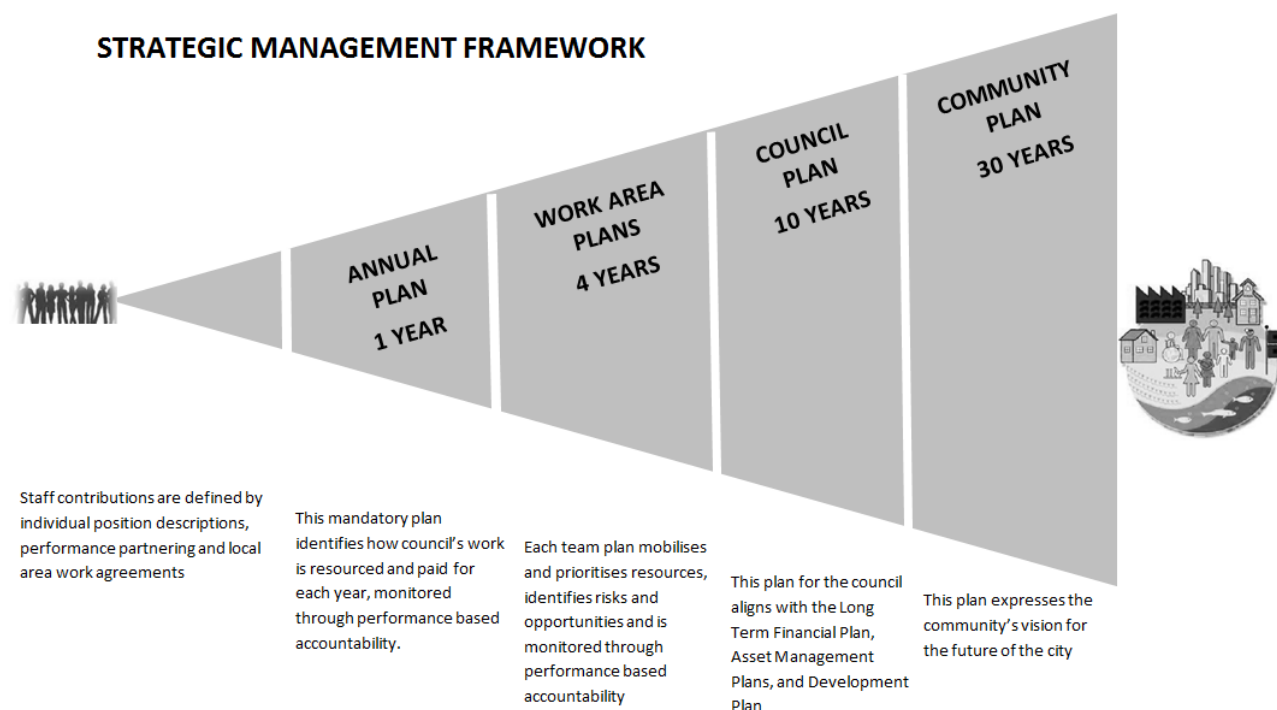 STRATEGIC MANAGEMENT FRAMEWORK
ANNUAL
PLAN
1 YEAR
WORK AREA
PLANS
4 YEARS
COUNCIL
PLAN
10 YEARS
COMMUNITY
PLAN
30 YEARS
Staff contributions are defined by
individual position descriptions,
performance partnering and local
area work agreements
This mandatory plan
identifies how council's work
is resourced and paid for
each year, monitored
through performance based
accountability.
Each team plan mobilises
and prioritises resources,
identifies risks and
opportunities and is
monitored through
performance based
accountability
This plan for the council
aligns with the Long
Term Financial Plan,
Asset Management
Plans, and Development
Plan
This plan expresses the
community's vision for
the future of the city